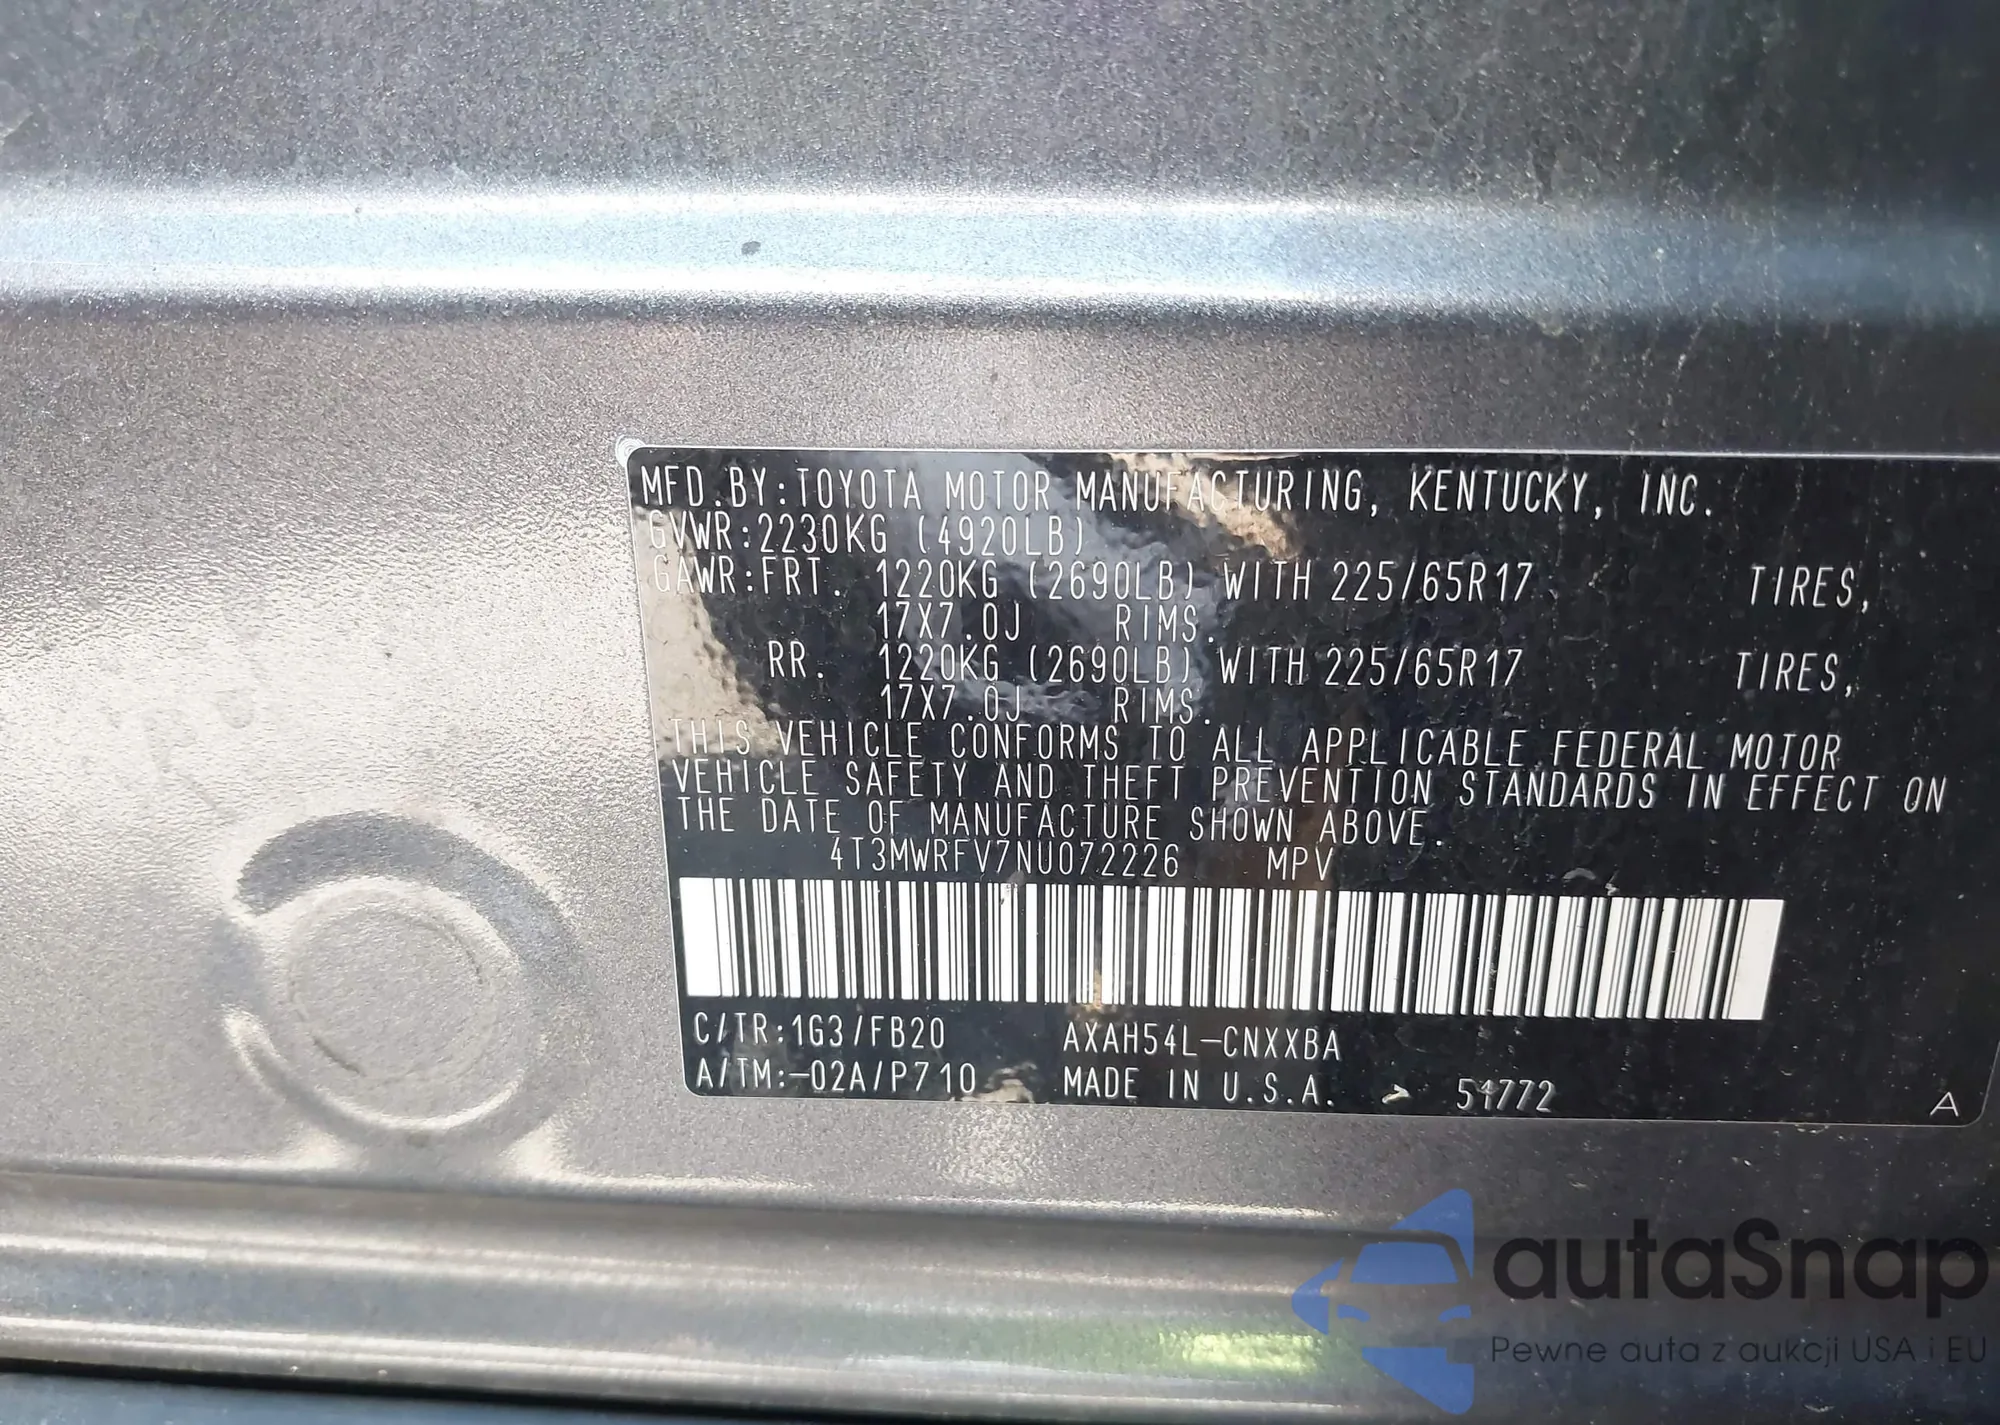 MFD.BY:TOYOTA MOTOR MANUFACTURING, KENTUCKY, INC.
GVWR:2230KG (4920LB)
GAWR:FRT. 1220KG (2690LB) WITH 225/65R17 TIRES,
17X7.0J RIMS.
RR. 1220KG (2690LB) WITH 225/65R17 TIRES,
17X7.0J RIMS.
THIS VEHICLE CONFORMS TO ALL APPLICABLE FEDERAL MOTOR
VEHICLE SAFETY AND THEFT PREVENTION STANDARDS IN EFFECT ON
THE DATE OF MANUFACTURE SHOWN ABOVE.
4T3MWRFV7NU072226 MPV
C/TR:1G3/FB20 AXAH54L-CNXXBA
A/TM:-02A/P710 MADE IN U.S.A. 54772
A
autaSnap
Pewne auta z aukcji USA i EU